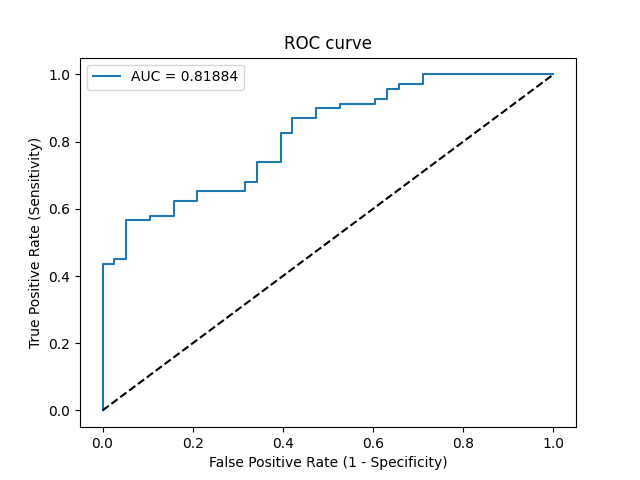 ROC curve
AUC = 0.81884
1.0
0.8
0.6
0.4
0.2
0.0
True Positive Rate (Sensitivity)
0.0 0.2 0.4 0.6 0.8 1.0
False Positive Rate (1 - Specificity)